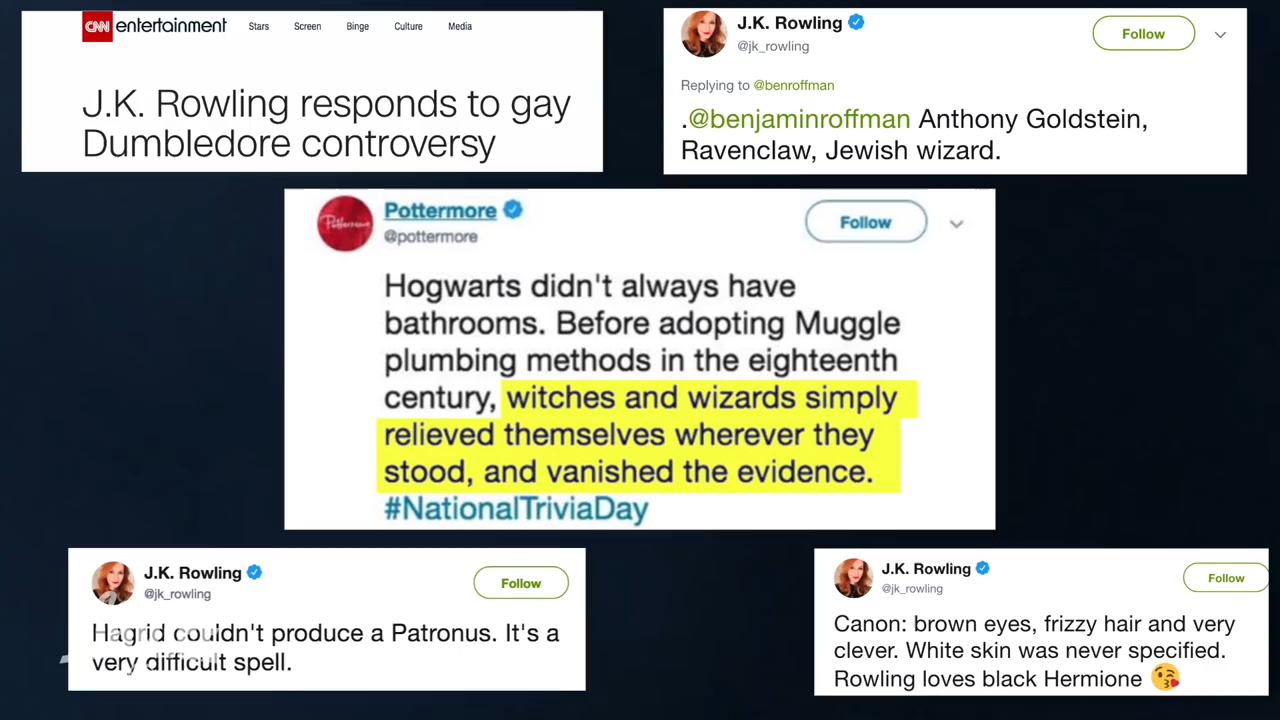 CNN entertainment Stars Screen Binge Culture Media
J.K. Rowling responds to gay
Dumbledore controversy
J.K. Rowling
@jk_rowling
Follow
Replying to @benroffman
.@benjaminroffman Anthony Goldstein,
Ravenclaw, Jewish wizard.
Pottermore
Pottermore
@pottermore
Follow
Hogwarts didn't always have
bathrooms. Before adopting Muggle
plumbing methods in the eighteenth
century, witches and wizards simply
relieved themselves wherever they
stood, and vanished the evidence.
#NationalTriviaDay
J.K. Rowling
@jk_rowling
Follow
Hagrid couldn't produce a Patronus. It's a
very difficult spell.
J.K. Rowling
@jk_rowling
Follow
Canon: brown eyes, frizzy hair and very
clever. White skin was never specified.
Rowling loves black Hermione 😘